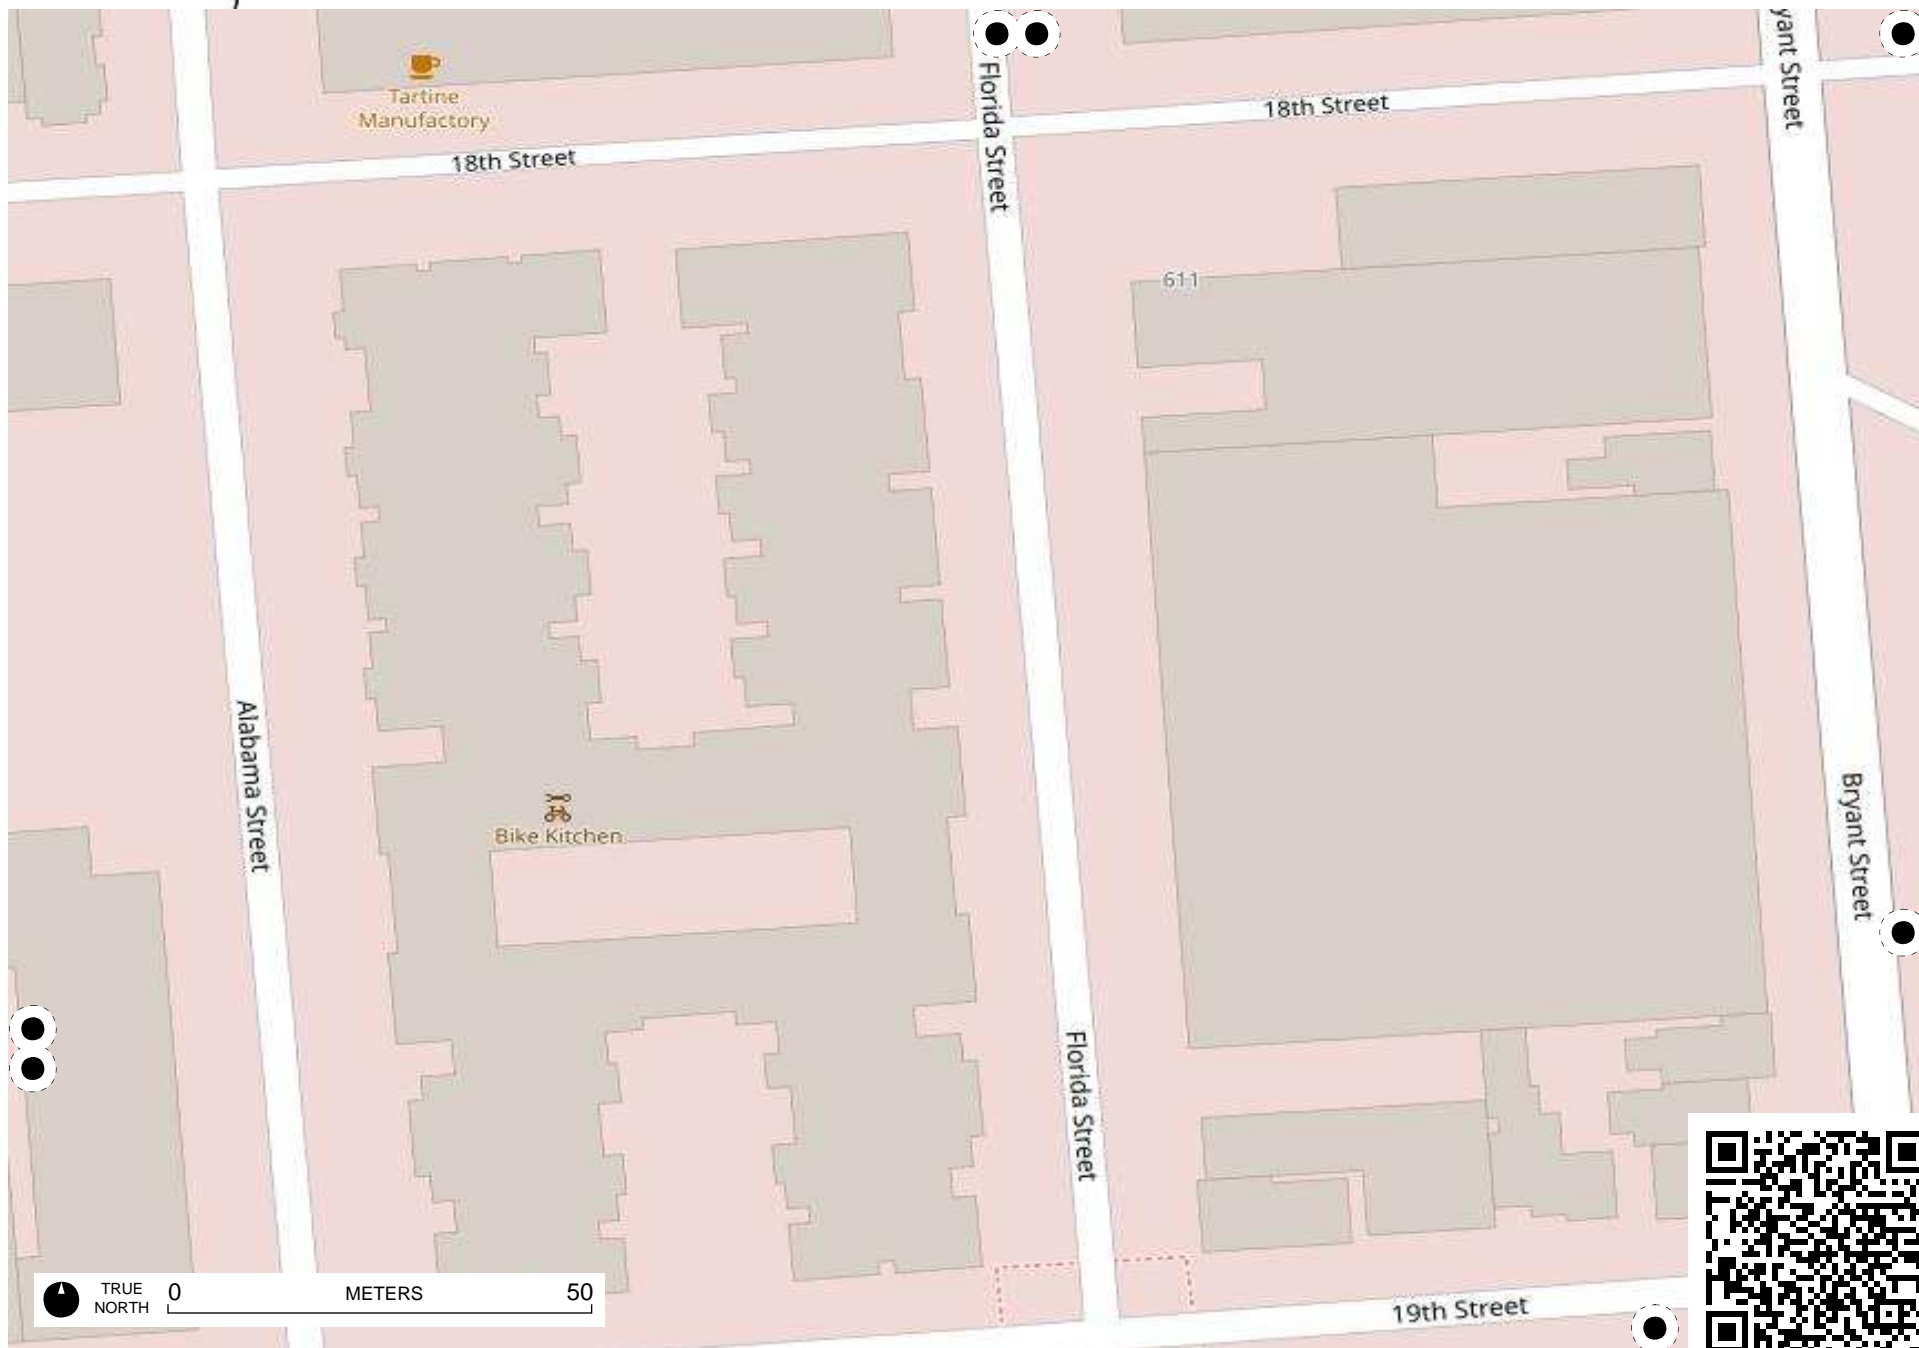 Florida Street
yant Street
Tartine
Manufactory
18th Street
18th Street
611
Alabama Street
Bryant Street
Bike Kitchen
Florida Street
19th Street
TRUE
NORTH
0 METERS 50